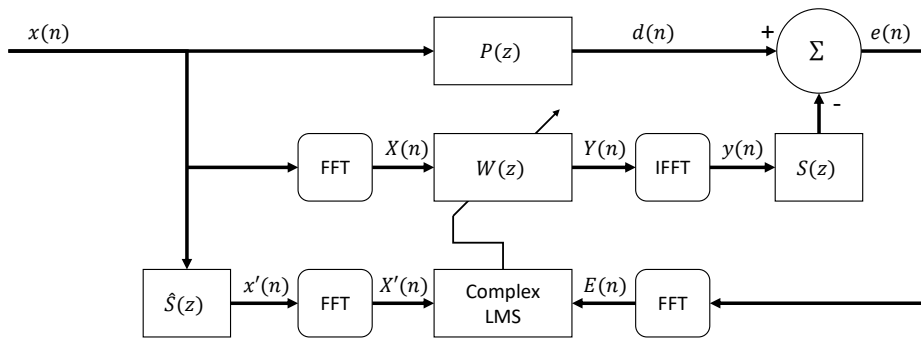 x(n)
P(z)
d(n)
+
Σ
e(n)
-
FFT
X(n)
W(z)
Y(n)
IFFT
y(n)
S(z)
Ŝ(z)
x′(n)
FFT
X′(n)
Complex
LMS
E(n)
FFT